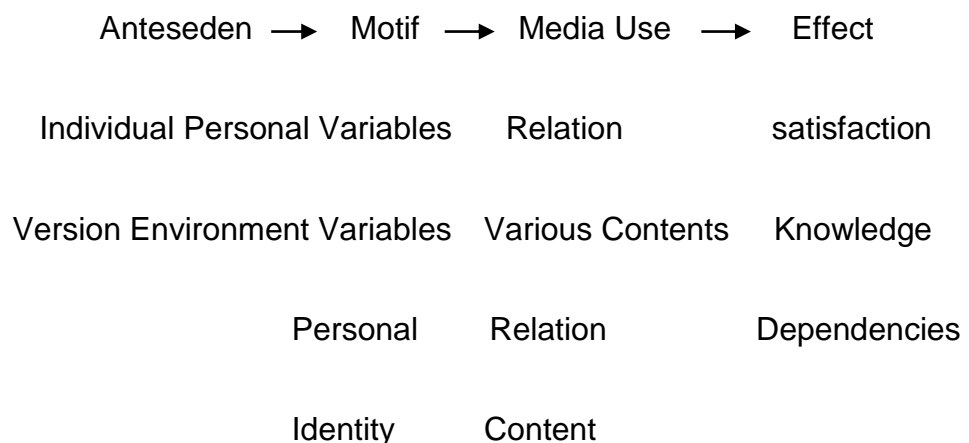 Anteseden → Motif → Media Use → Effect
Individual Personal Variables Relation satisfaction
Version Environment Variables Various Contents Knowledge
Personal Relation Dependencies
Identity Content